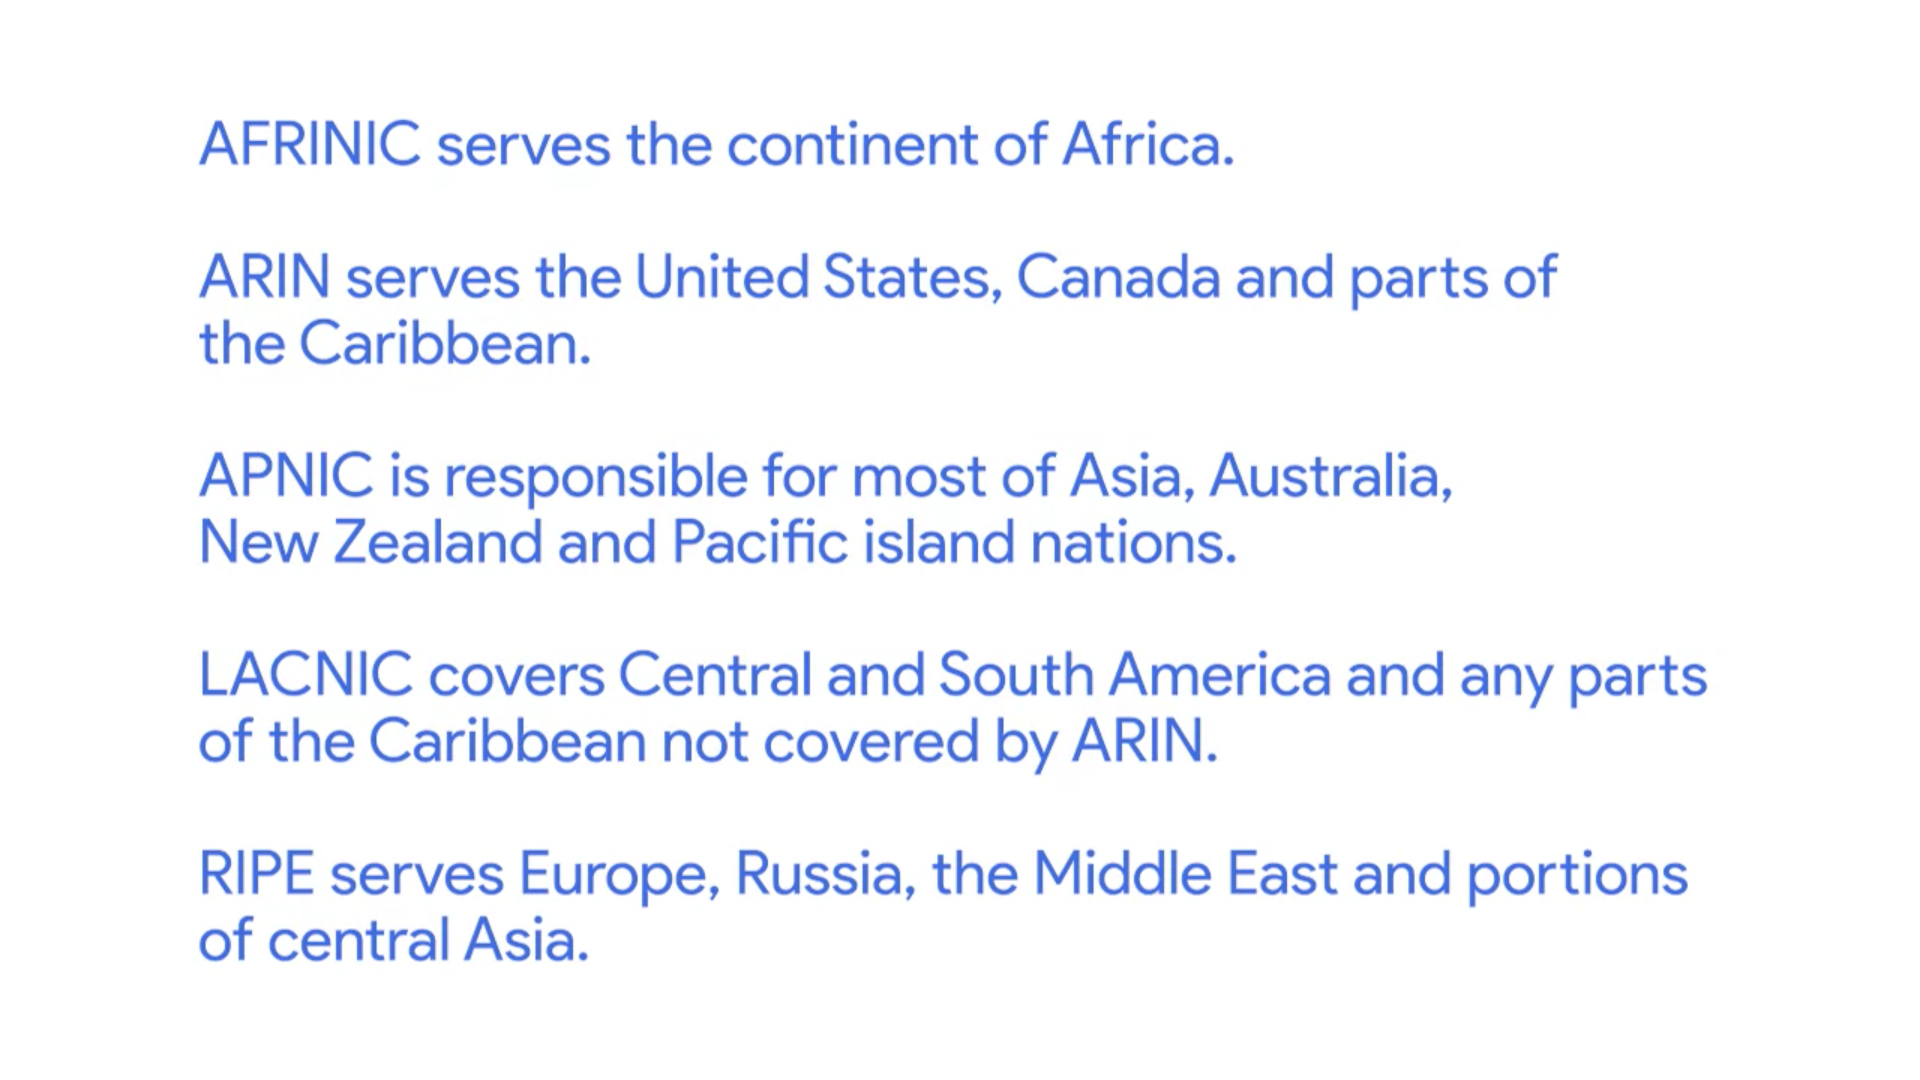 AFRINIC serves the continent of Africa.
ARIN serves the United States, Canada and parts of
the Caribbean.
APNIC is responsible for most of Asia, Australia,
New Zealand and Pacific island nations.
LACNIC covers Central and South America and any parts
of the Caribbean not covered by ARIN.
RIPE serves Europe, Russia, the Middle East and portions
of central Asia.